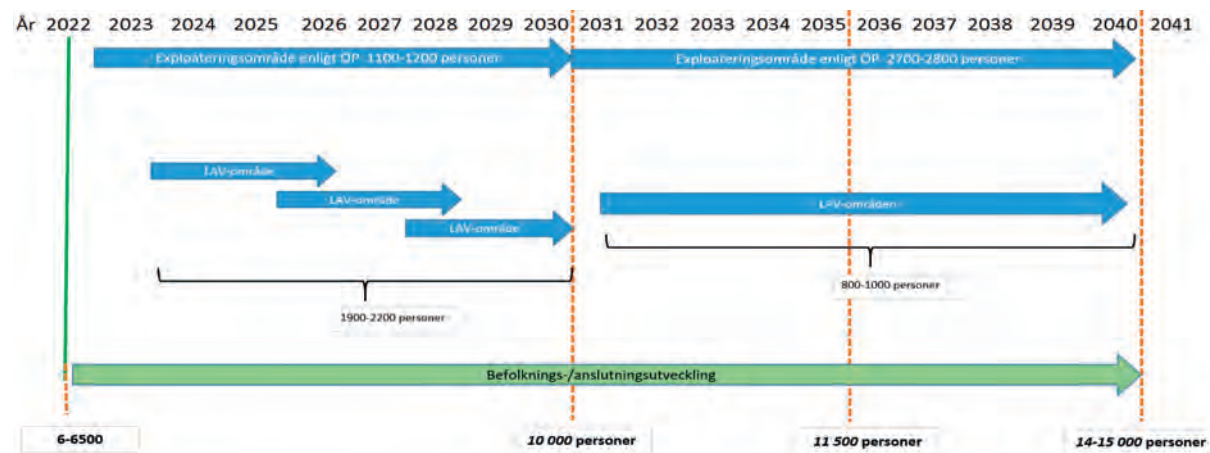 År 2022 2023 2024 2025 2026 2027 2028 2029 2030 2031 2032 2033 2034 2035 2036 2037 2038 2039 2040 2041
Exploateringsområde enligt ÖP 1100-1200 personer
Exploateringsområde enligt ÖP 2700-2800 personer
LAV-område
LAV-område
LAV-område
LAV-områden
1900-2200 personer
800-1000 personer
Befolknings-/anslutningsutveckling
6-6500
10 000 personer
11 500 personer
14-15 000 personer